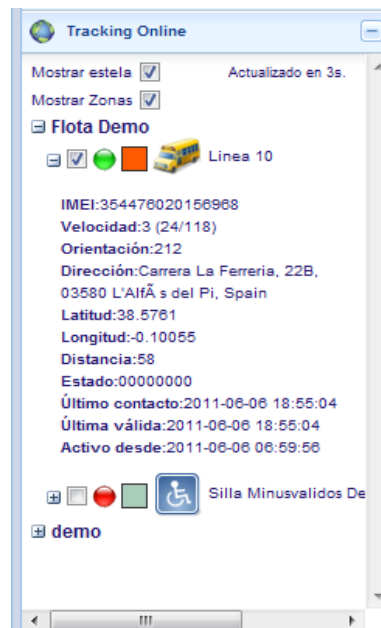 Tracking Online
Mostrar estela Actualizado en 3s.
Mostrar Zonas
Flota Demo
Linea 10
IMEI:354476020156968
Velocidad:3 (24/118)
Orientación:212
Dirección:Carrera La Ferreria, 22B,
03580 L'AlfÃ s del Pi, Spain
Latitud:38.5761
Longitud:-0.10055
Distancia:58
Estado:00000000
Último contacto:2011-06-06 18:55:04
Última válida:2011-06-06 18:55:04
Activo desde:2011-06-06 06:59:56
Silla Minusvalidos De
demo